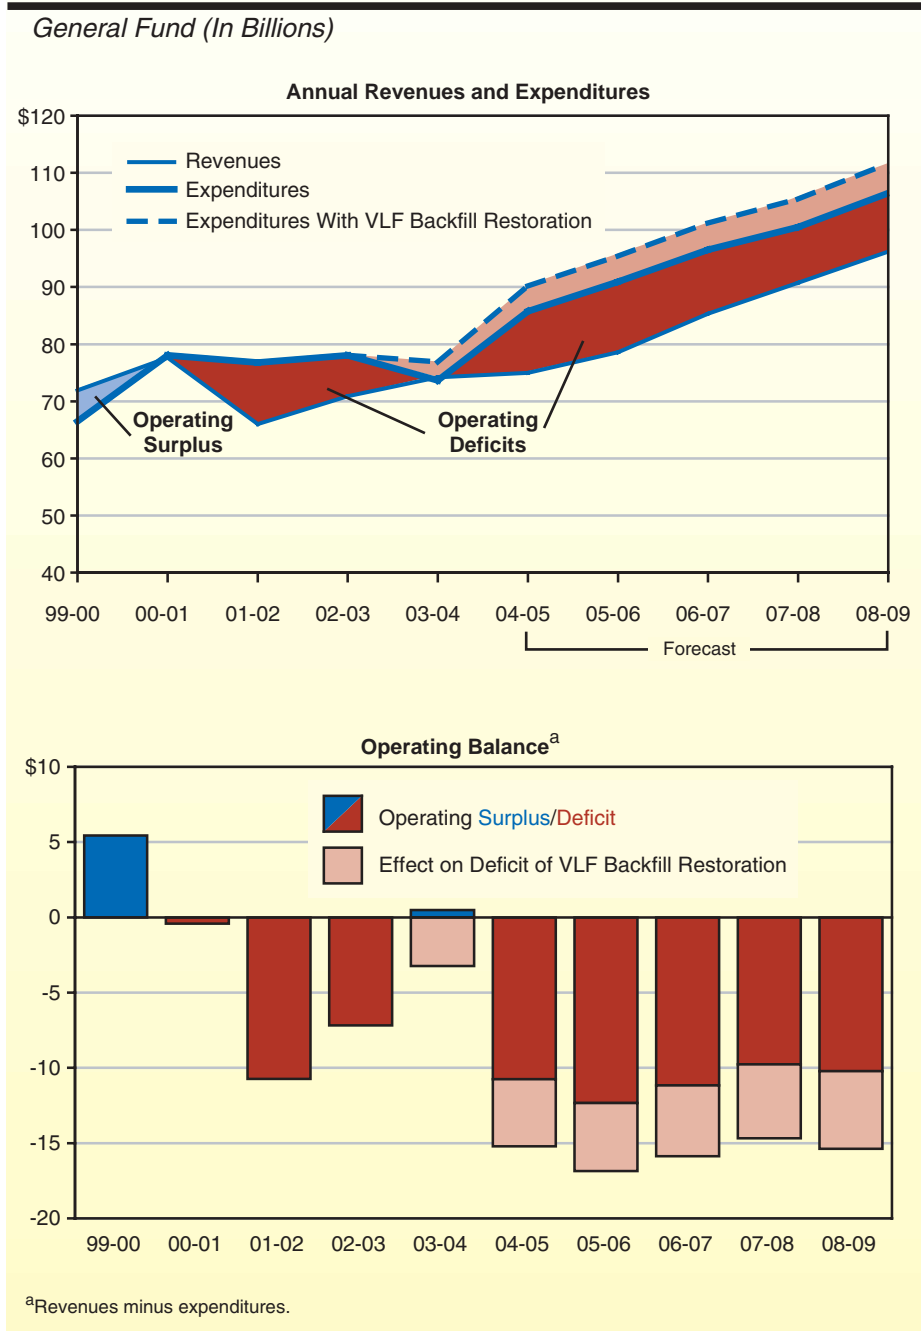 General Fund (In Billions)
Annual Revenues and Expenditures
$120
110
100
90
80
70
60
50
40
Revenues
Expenditures
Expenditures With VLF Backfill Restoration
Operating
Surplus
Operating
Deficits
99-00 00-01 01-02 02-03 03-04 04-05 05-06 06-07 07-08 08-09
Forecast
Operating Balancea
$10
5
0
-5
-10
-15
-20
Operating Surplus/Deficit
Effect on Deficit of VLF Backfill Restoration
99-00 00-01 01-02 02-03 03-04 04-05 05-06 06-07 07-08 08-09
aRevenues minus expenditures.